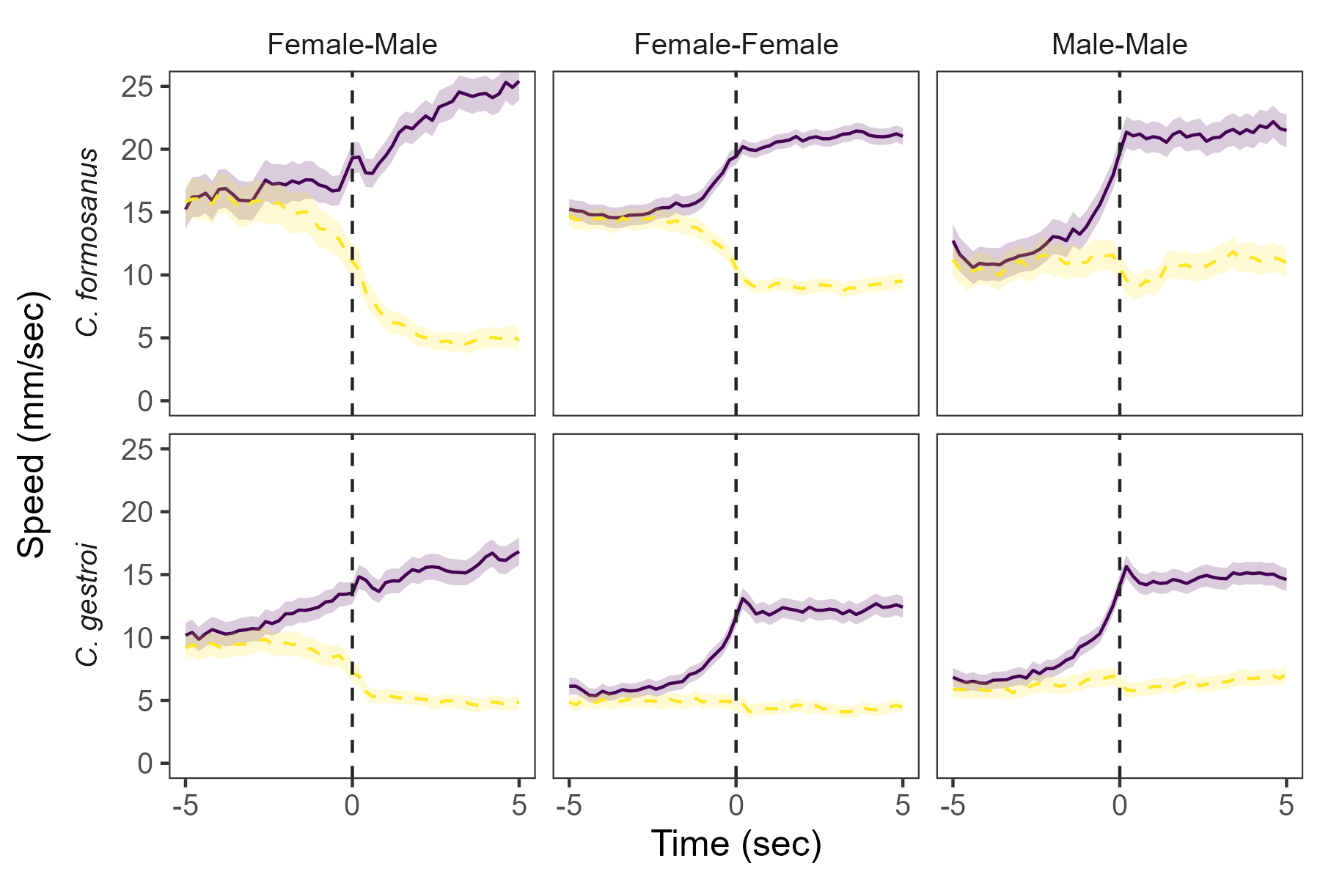 Female-Male Female-Female Male-Male
C. formosanus
25
20
15
10
5
0
C. gestroi
25
20
15
10
5
0
Speed (mm/sec)
-5 0 5 -5 0 5 -5 0 5
Time (sec)